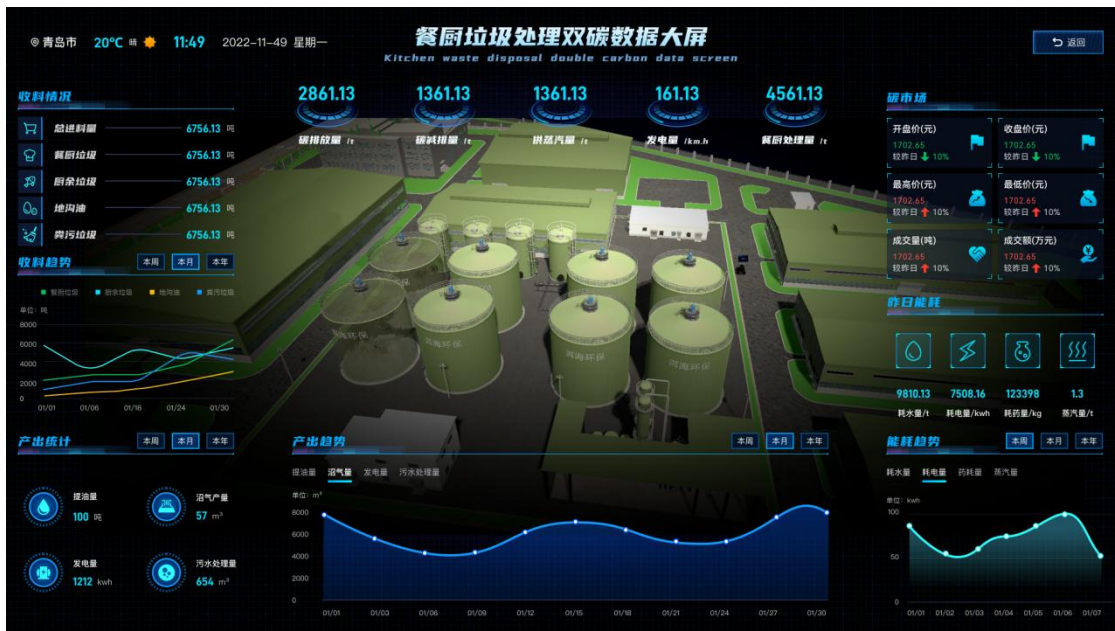 青岛市 20℃ 晴 11:49 2022-11-49 星期一
餐厨垃圾处理双碳数据大屏
Kitchen waste disposal double carbon data screen
返回
2861.13 1361.13 1361.13 161.13 4561.13
碳排放量 /t 碳减排量 /t 供蒸汽量 /t 发电量 /km.h 餐厨处理量 /t
收料情况
总进料量 6756.13 吨
餐厨垃圾 6756.13 吨
厨余垃圾 6756.13 吨
地沟油 6756.13 吨
粪污垃圾 6756.13 吨
收料趋势 本周 本月 本年
餐厨垃圾 厨余垃圾 地沟油 粪污垃圾
单位: 吨
8000
6000
4000
2000
0
01/01 01/06 01/18 01/24 01/30
产出统计 本周 本月 本年
提油量
100 吨
沼气产量
57 m³
发电量
1212 kwh
污水处理量
654 m³
产出趋势 本周 本月 本年
提油量 沼气量 发电量 污水处理量
单位: m³
8000
6000
4000
2000
0
01/01 01/03 01/06 01/09 01/12 01/15 01/18 01/21 01/24 01/27 01/30
碳市场
开盘价(元)
1702.65
较昨日 10%
收盘价(元)
1702.65
较昨日 10%
最高价(元)
1702.65
较昨日 10%
最低价(元)
1702.65
较昨日 10%
成交量(吨)
1702.65
较昨日 10%
成交额(万元)
1702.65
较昨日 10%
昨日能耗
9810.13 7508.16 123398 1.3
耗水量/t 耗电量/kwh 耗药量/kg 蒸汽量/t
能耗趋势 本周 本月 本年
耗水量 耗电量 药耗量 蒸汽量
单位: kwh
100
50
0
01/01 01/02 01/03 01/04 01/05 01/06 01/07